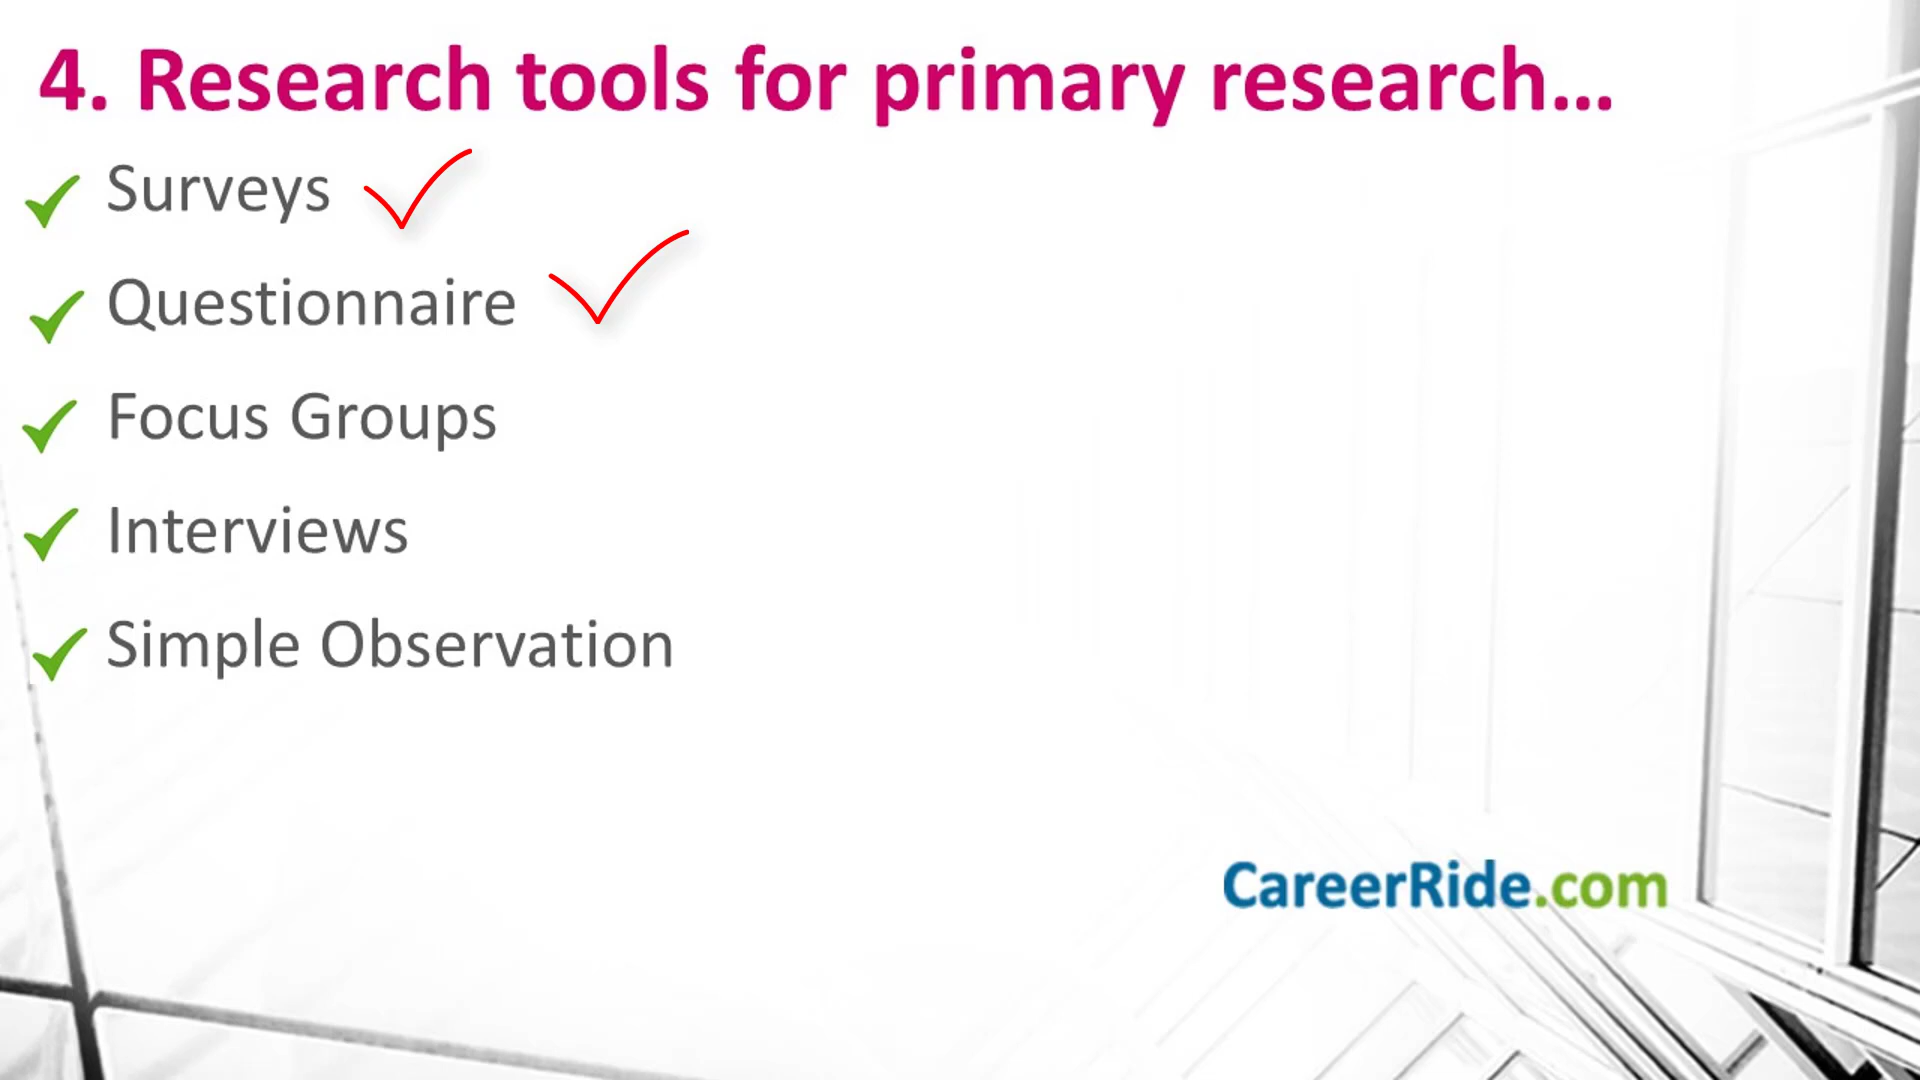 4. Research tools for primary research...
Surveys
Questionnaire
Focus Groups
Interviews
Simple Observation
CareerRide.com